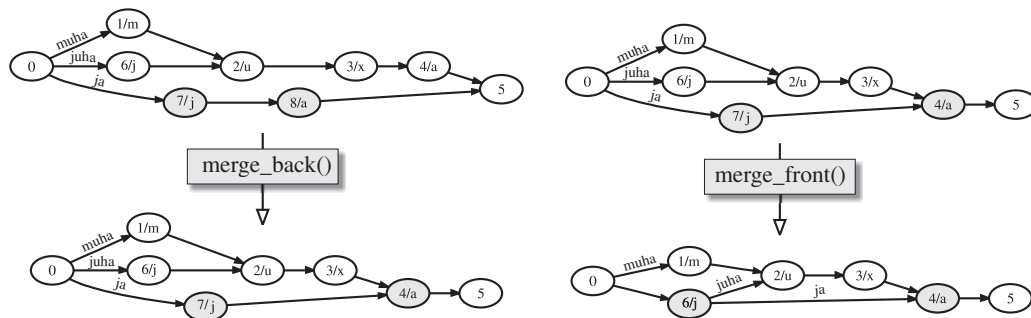 1/m
muha
0
juha
6/j
2/u
3/x
4/a
5
ja
7/j
8/a
merge_back()
1/m
muha
0
juha
6/j
2/u
3/x
ja
4/a
5
7/j
1/m
muha
0
juha
6/j
2/u
3/x
ja
4/a
5
7/j
merge_front()
1/m
muha
0
juha
2/u
3/x
6/j
ja
4/a
5